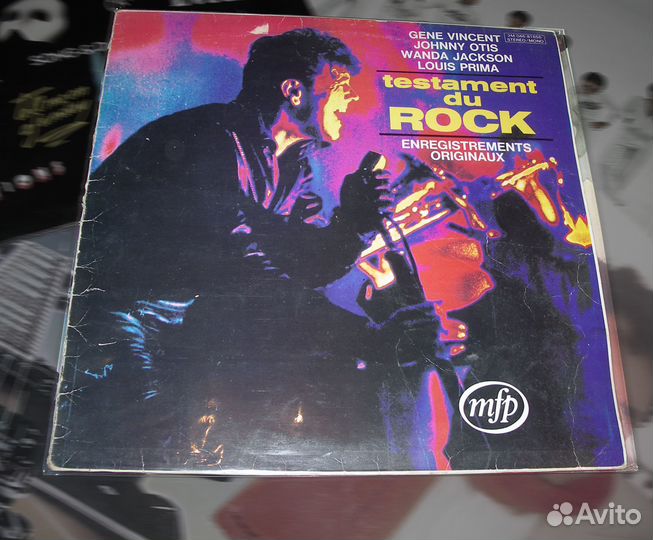 GENE VINCENT
JOHNNY OTIS
WANDA JACKSON
LOUIS PRIMA
STEREO/MONO
testament
du
ROCK
ENREGISTREMENTS
ORIGINAUX
mfp
Avito